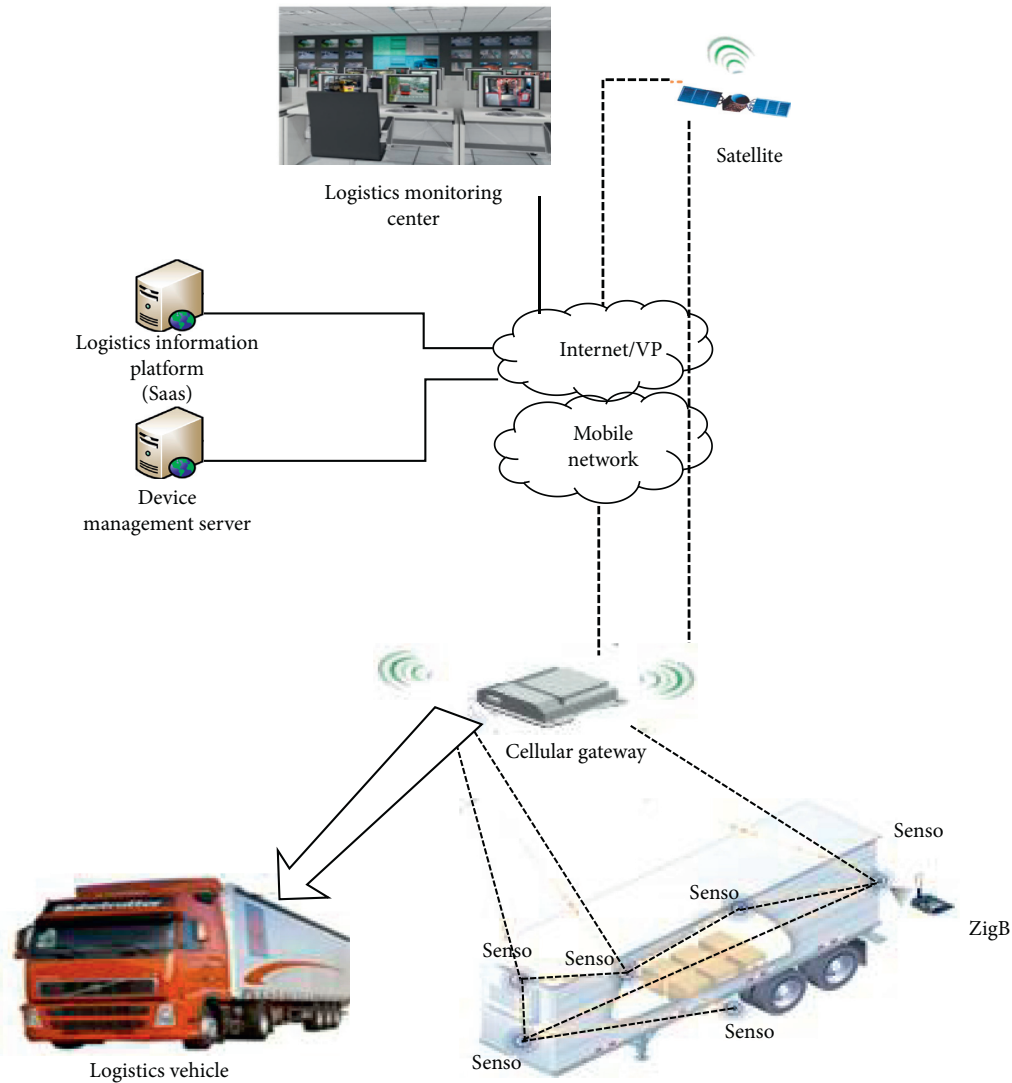 Satellite
Logistics monitoring
center
Logistics information
platform
(Saas)
Internet/VP
Mobile
network
Device
management server
Cellular gateway
Senso
Senso
ZigB
Senso
Senso
Senso
Senso
Logistics vehicle